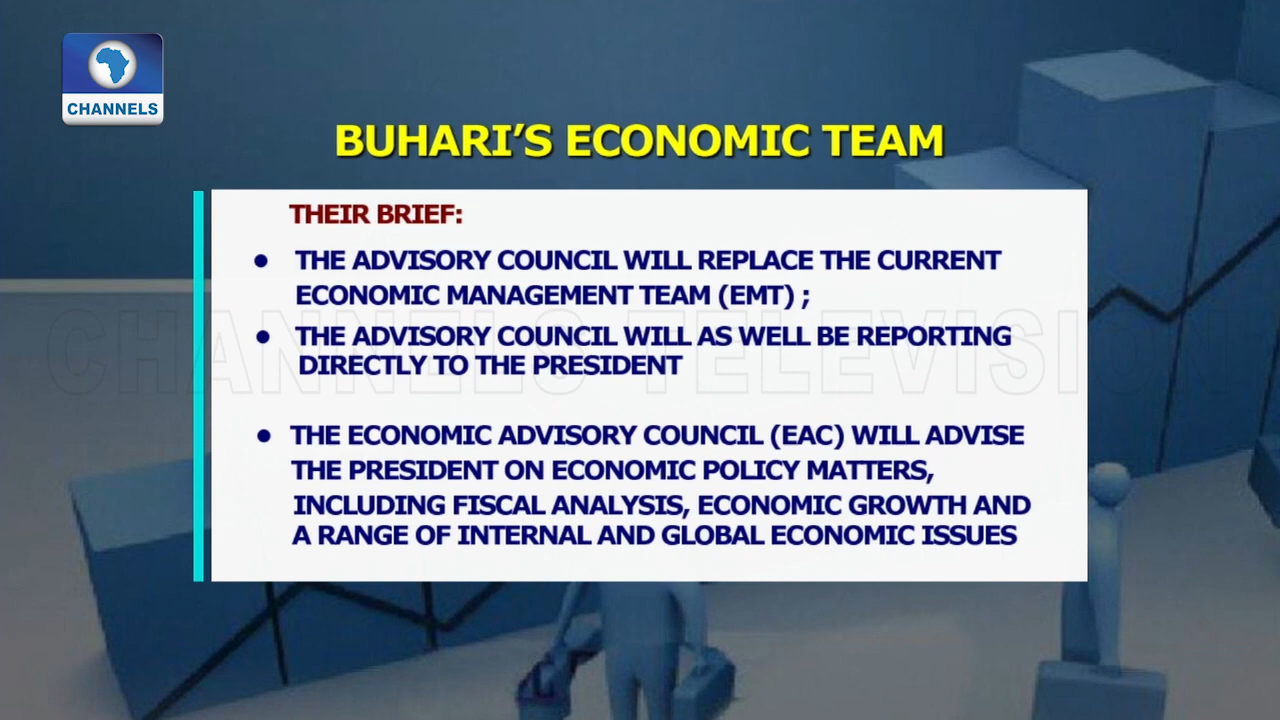 CHANNELS
BUHARI’S ECONOMIC TEAM
THEIR BRIEF:
• THE ADVISORY COUNCIL WILL REPLACE THE CURRENT
ECONOMIC MANAGEMENT TEAM (EMT) ;
• THE ADVISORY COUNCIL WILL AS WELL BE REPORTING
DIRECTLY TO THE PRESIDENT
CHANNELS TELEVISION
• THE ECONOMIC ADVISORY COUNCIL (EAC) WILL ADVISE
THE PRESIDENT ON ECONOMIC POLICY MATTERS,
INCLUDING FISCAL ANALYSIS, ECONOMIC GROWTH AND
A RANGE OF INTERNAL AND GLOBAL ECONOMIC ISSUES